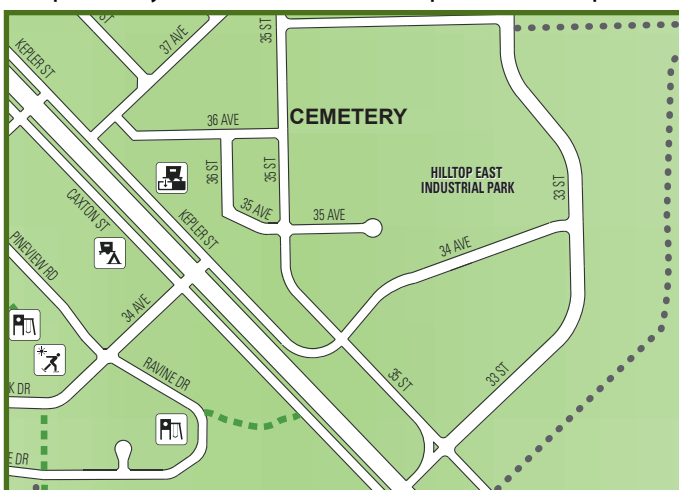 KEPLER ST
ST
37 AVE
35 ST
36 AVE
CEMETERY
HILLTOP EAST
INDUSTRIAL PARK
36 ST
35 ST
33 ST
CAXTON ST
KEPLER ST
35 AVE
35 AVE
PINEVIEW RD
34 AVE
34 AVE
RAVINE DR
35 ST
33 ST
K DR
E DR